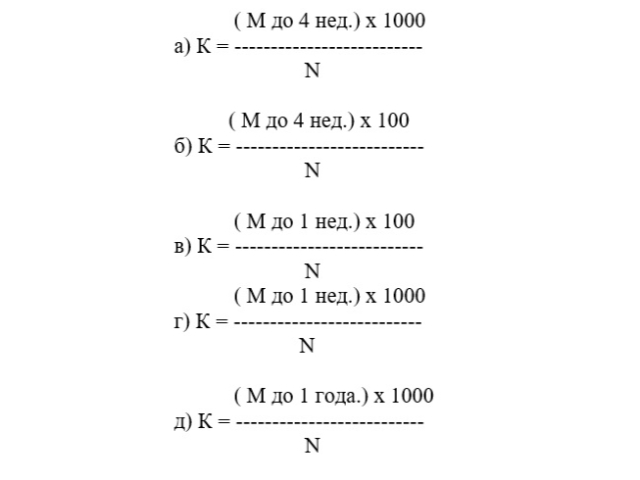 ( М до 4 нед.) х 1000
а) К = --------------------------
N
( М до 4 нед.) х 100
б) К = --------------------------
N
( М до 1 нед.) х 100
в) К = --------------------------
N
( М до 1 нед.) х 1000
г) К = --------------------------
N
( М до 1 года.) х 1000
д) К = --------------------------
N